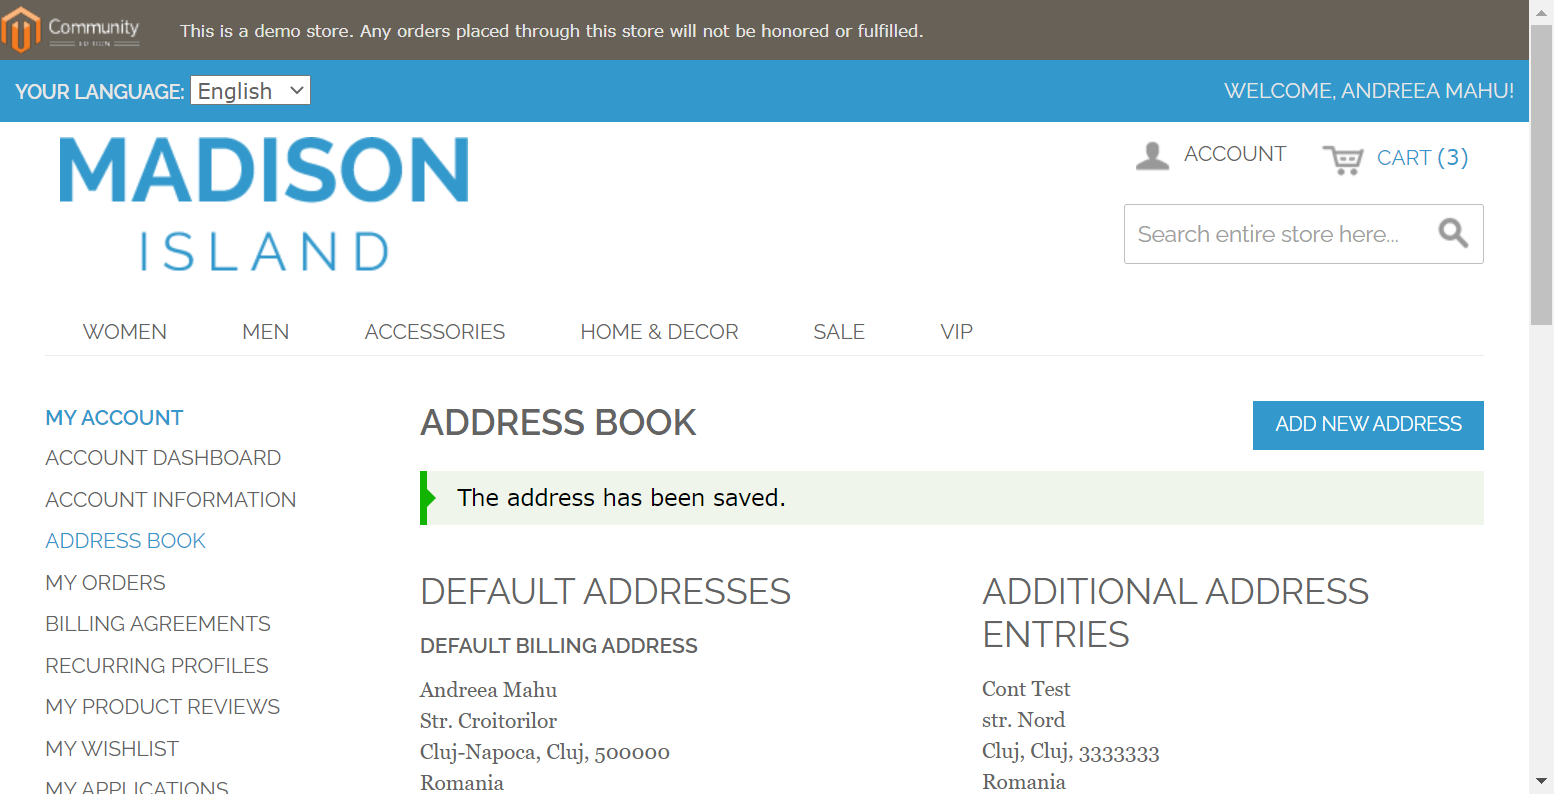 Community
EDITION
This is a demo store. Any orders placed through this store will not be honored or fulfilled.
YOUR LANGUAGE: English
WELCOME, ANDREEA MAHU!
MADISON
ISLAND
ACCOUNT
CART (3)
Search entire store here...
WOMEN MEN ACCESSORIES HOME & DECOR SALE VIP
MY ACCOUNT
ACCOUNT DASHBOARD
ACCOUNT INFORMATION
ADDRESS BOOK
MY ORDERS
BILLING AGREEMENTS
RECURRING PROFILES
MY PRODUCT REVIEWS
MY WISHLIST
MY APPLICATIONS
ADDRESS BOOK
ADD NEW ADDRESS
The address has been saved.
DEFAULT ADDRESSES
DEFAULT BILLING ADDRESS
Andreea Mahu
Str. Croitorilor
Cluj-Napoca, Cluj, 500000
Romania
ADDITIONAL ADDRESS
ENTRIES
Cont Test
str. Nord
Cluj, Cluj, 3333333
Romania